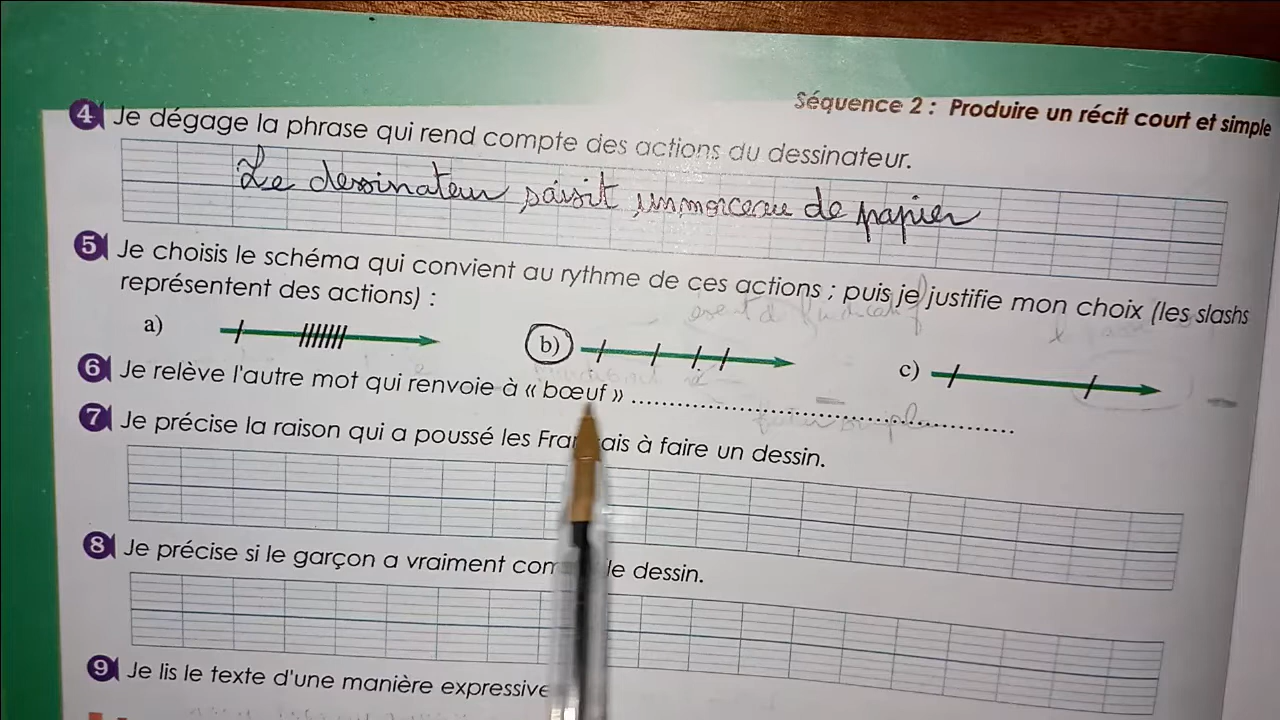 Séquence 2 : Produire un récit court et simple
4 Je dégage la phrase qui rend compte des actions du dessinateur.
Le dessinateur saisit un morceau de papier
5 Je choisis le schéma qui convient au rythme de ces actions ; puis je justifie mon choix (les slashs
représentent des actions) :
a) b) c)
6 Je relève l'autre mot qui renvoie à « bœuf » ..........
7 Je précise la raison qui a poussé les Français à faire un dessin.
8 Je précise si le garçon a vraiment com le dessin.
9 Je lis le texte d'une manière expressive